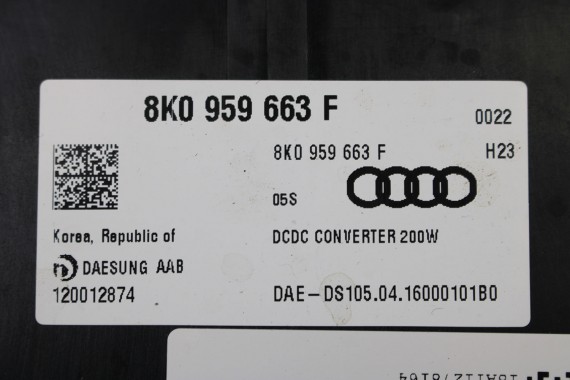 8K0 959 663 F
0022
8K0 959 663 F
H23
05S
Korea, Republic of
DCDC CONVERTER 200W
DAESUNG AAB
120012874
DAE-DS105.04.16000101B0